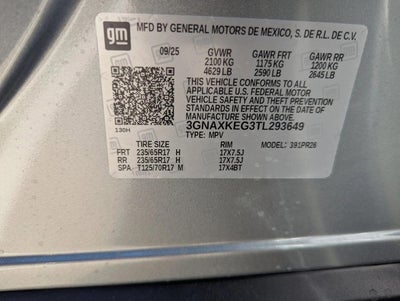 gm
MFD BY GENERAL MOTORS DE MEXICO, S. DE R.L. DE C.V.
09/25 GVWR GAWR FRT GAWR RR
2100 KG 1175 KG 1200 KG
4629 LB 2590 LB 2645 LB
THIS VEHICLE CONFORMS TO ALL
APPLICABLE U.S. FEDERAL MOTOR
VEHICLE SAFETY, BUMPER, AND THEFT
PREVENTION STANDARDS IN EFFECT ON
THE DATE OF MANUFACTURE SHOWN ABOVE.
130H 3GNAXKEG3TL293649
TYPE: MPV MODEL: 391PR26
TIRE SIZE RIM
FRT 235/65R17 H 17X7.5J
RR 235/65R17 H 17X7.5J
SPA T125/70R17 M 17X4BT